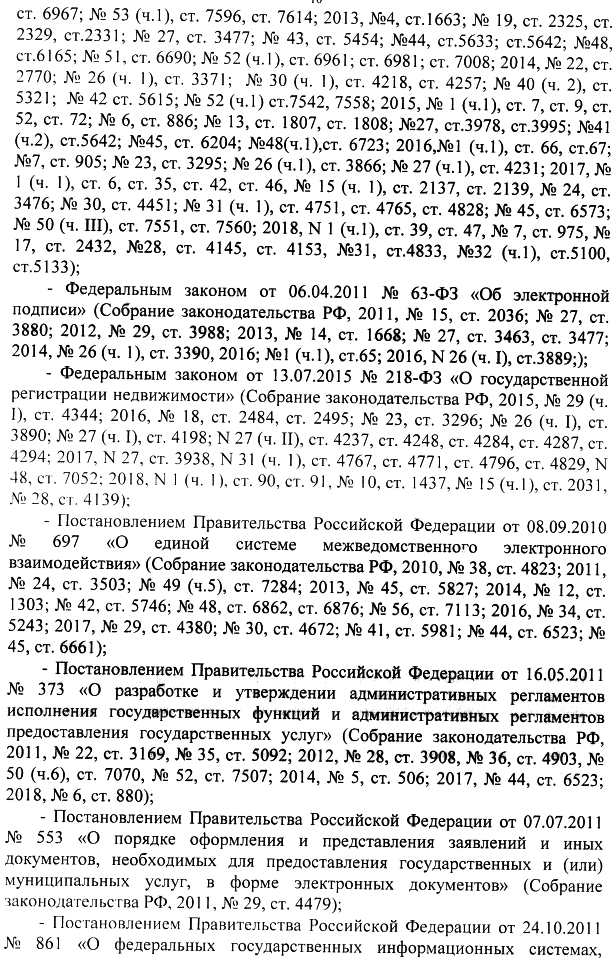 ст. 6967; № 53 (ч.1), ст. 7596, ст. 7614; 2013, №4, ст.1663; № 19, ст. 2325, ст.
2329, ст.2331; № 27, ст. 3477; № 43, ст. 5454; №44, ст.5633; ст.5642; №48,
ст.6165; № 51, ст. 6690; № 52 (ч.1), ст. 6961; ст. 6981; ст. 7008; 2014, № 22, ст.
2770; № 26 (ч. 1), ст. 3371; № 30 (ч. 1), ст. 4218, ст. 4257; № 40 (ч. 2), ст.
5321; № 42 ст. 5615; № 52 (ч.1) ст.7542, 7558; 2015, № 1 (ч.1), ст. 7, ст. 9, ст.
52, ст. 72; № 6, ст. 886; № 13, ст. 1807, ст. 1808; №27, ст.3978, ст.3995; №41
(ч.2), ст.5642; №45, ст. 6204; №48(ч.1),ст. 6723; 2016,№1 (ч.1), ст. 66, ст.67;
№7, ст. 905; № 23, ст. 3295; № 26 (ч.1), ст. 3866; № 27 (ч.1), ст. 4231; 2017, №
1 (ч. 1), ст. 6, ст. 35, ст. 42, ст. 46, № 15 (ч. 1), ст. 2137, ст. 2139, № 24, ст.
3476; № 30, ст. 4451; № 31 (ч. 1), ст. 4751, ст. 4765, ст. 4828; № 45, ст. 6573;
№ 50 (ч. III), ст. 7551, ст. 7560; 2018, N 1 (ч.1), ст. 39, ст. 47, № 7, ст. 975, №
17, ст. 2432, №28, ст. 4145, ст. 4153, №31, ст.4833, №32 (ч.1), ст.5100,
ст.5133);
- Федеральным законом от 06.04.2011 № 63-ФЗ «Об электронной
подписи» (Собрание законодательства РФ, 2011, № 15, ст. 2036; № 27, ст.
3880; 2012, № 29, ст. 3988; 2013, № 14, ст. 1668; № 27, ст. 3463, ст. 3477;
2014, № 26 (ч. 1), ст. 3390, 2016; №1 (ч.1), ст.65; 2016, N 26 (ч. I), ст.3889;);
- Федеральным законом от 13.07.2015 № 218-ФЗ «О государственной
регистрации недвижимости» (Собрание законодательства РФ, 2015, № 29 (ч.
I), ст. 4344; 2016, № 18, ст. 2484, ст. 2495; № 23, ст. 3296; № 26 (ч. I), ст.
3890; № 27 (ч. I), ст. 4198; N 27 (ч. II), ст. 4237, ст. 4248, ст. 4284, ст. 4287, ст.
4294; 2017, N 27, ст. 3938, N 31 (ч. 1), ст. 4767, ст. 4771, ст. 4796, ст. 4829, N
48, ст. 7052; 2018, N 1 (ч. 1), ст. 90, ст. 91, № 10, ст. 1437, № 15 (ч.1), ст. 2031,
№ 28, ст. 4139);
- Постановлением Правительства Российской Федерации от 08.09.2010
№ 697 «О единой системе межведомственного электронного
взаимодействия» (Собрание законодательства РФ, 2010, № 38, ст. 4823; 2011,
№ 24, ст. 3503; № 49 (ч.5), ст. 7284; 2013, № 45, ст. 5827; 2014, № 12, ст.
1303; № 42, ст. 5746; № 48, ст. 6862, ст. 6876; № 56, ст. 7113; 2016, № 34, ст.
5243; 2017, № 29, ст. 4380; № 30, ст. 4672; № 41, ст. 5981; № 44, ст. 6523; №
45, ст. 6661);
- Постановлением Правительства Российской Федерации от 16.05.2011
№ 373 «О разработке и утверждении административных регламентов
исполнения государственных функций и административных регламентов
предоставления государственных услуг» (Собрание законодательства РФ,
2011, № 22, ст. 3169, № 35, ст. 5092; 2012, № 28, ст. 3908, № 36, ст. 4903, №
50 (ч.6), ст. 7070, № 52, ст. 7507; 2014, № 5, ст. 506; 2017, № 44, ст. 6523;
2018, № 6, ст. 880);
- Постановлением Правительства Российской Федерации от 07.07.2011
№ 553 «О порядке оформления и представления заявлений и иных
документов, необходимых для предоставления государственных и (или)
муниципальных услуг, в форме электронных документов» (Собрание
законодательства РФ, 2011, № 29, ст. 4479);
- Постановлением Правительства Российской Федерации от 24.10.2011
№ 861 «О федеральных государственных информационных системах,